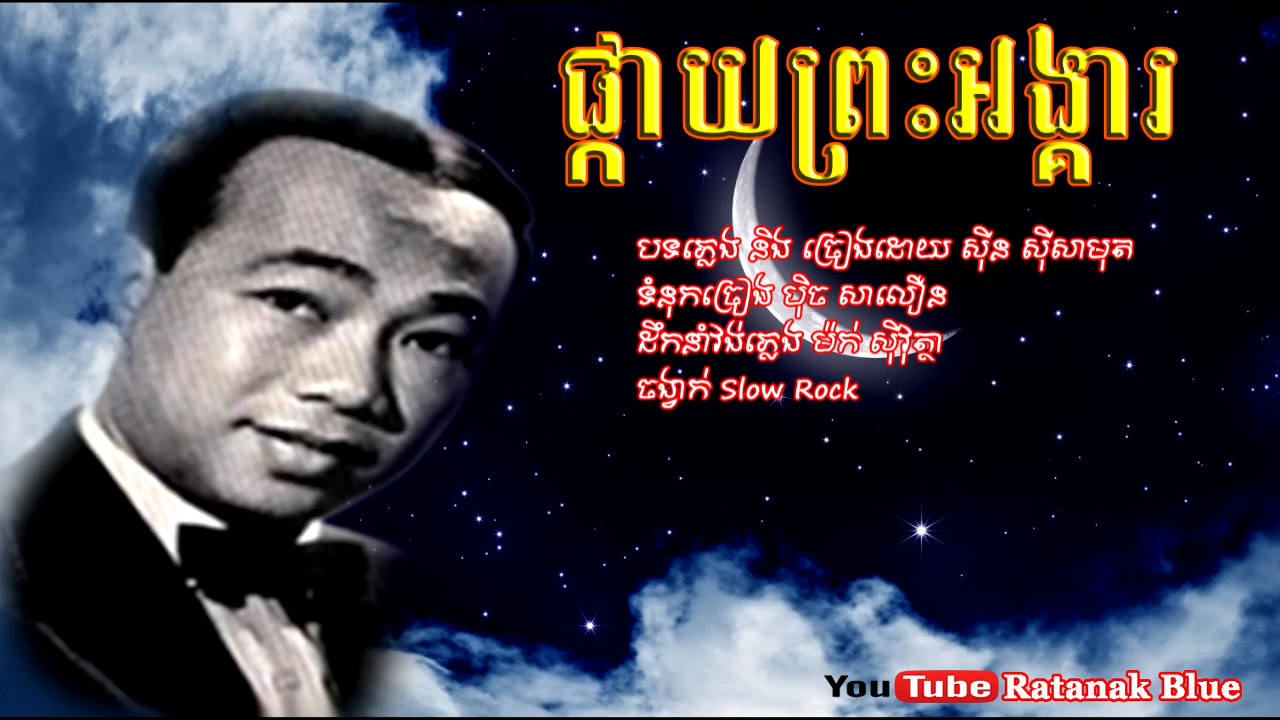 ផ្កាយព្រះអង្គារ
បទភ្លេង និង ច្រៀងដោយ ស៊ីន ស៊ីសាមុត
ទំនុកច្រៀង ប៉ិច សាលឿន
ដឹកនាំវង់ភ្លេង ម៉ក់ ស៊ីវុត្ថា
ចង្វាក់ Slow Rock
YouTube Ratanak Blue